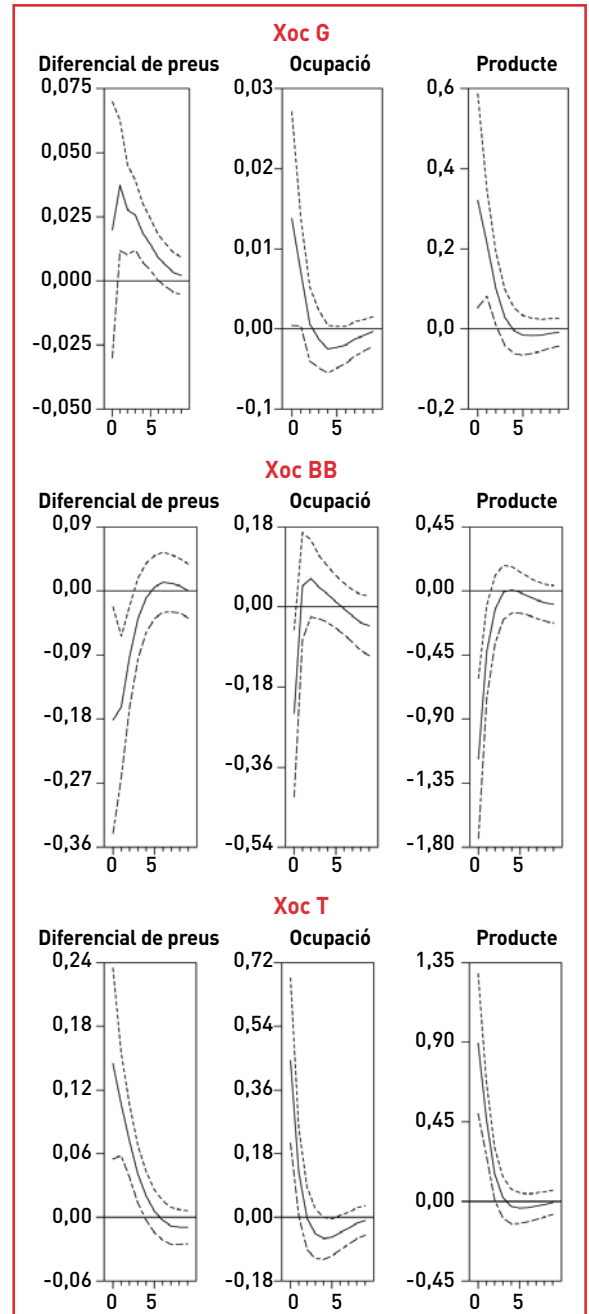 Xoc G
Diferencial de preus Ocupació Producte
0,075 0,03 0,6
0,050 0,02 0,4
0,025 0,01 0,2
0,000 0,00 0,0
-0,025
-0,050 -0,1 -0,2
0 5 0 5 0 5
Xoc BB
Diferencial de preus Ocupació Producte
0,09 0,18 0,45
0,00 0,00 0,00
-0,09 -0,18 -0,45
-0,18 -0,36 -0,90
-0,27 -0,54 -1,35
-0,36 -1,80
0 5 0 5 0 5
Xoc T
Diferencial de preus Ocupació Producte
0,24 0,72 1,35
0,18 0,54 0,90
0,12 0,36 0,45
0,06 0,18 0,00
0,00 0,00 -0,45
-0,06 -0,18
0 5 0 5 0 5